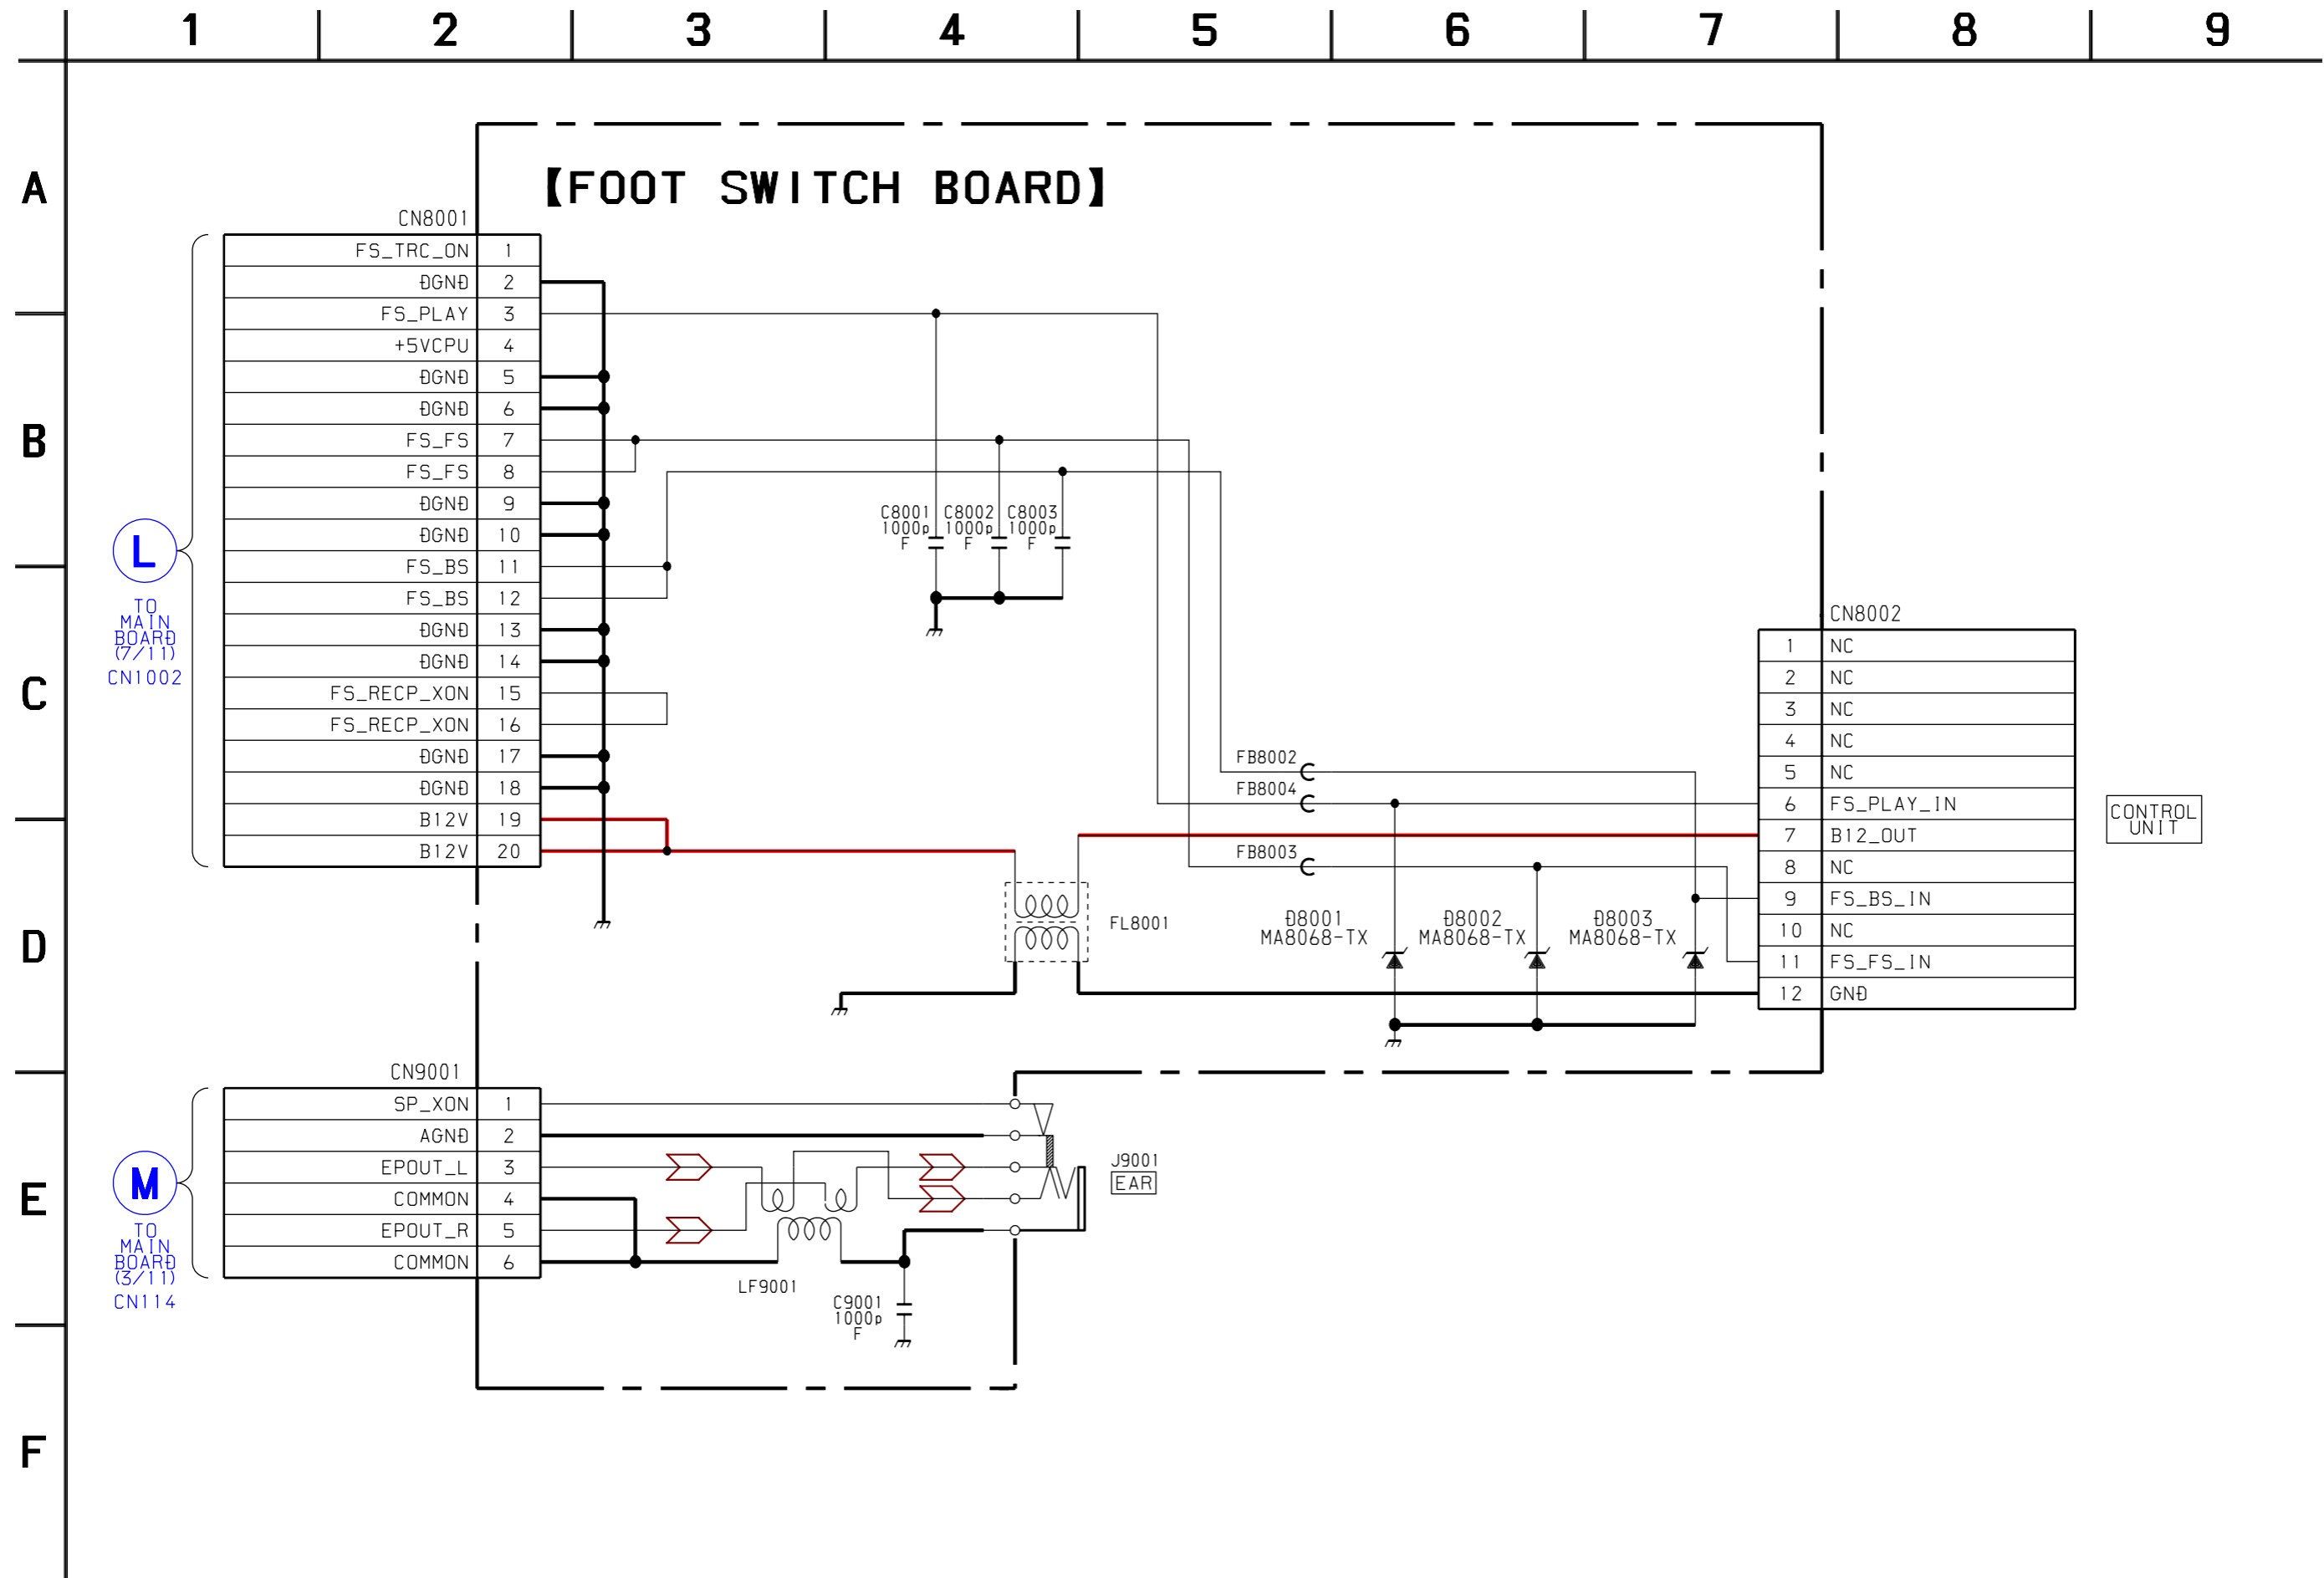 1 2 3 4 5 6 7 8 9
A
B
C
D
E
F
【FOOT SWITCH BOARD】
CN8001
FS_TRC_ON 1
DGND 2
FS_PLAY 3
+5VCPU 4
DGND 5
DGND 6
FS_FS 7
FS_FS 8
DGND 9
DGND 10
FS_BS 11
FS_BS 12
DGND 13
DGND 14
FS_RECP_XON 15
FS_RECP_XON 16
DGND 17
DGND 18
B12V 19
B12V 20
L
TO
MAIN
BOARD
(7/11)
CN1002
C8001
1000p
F
C8002
1000p
F
C8003
1000p
F
FB8002
FB8004
FB8003
FL8001
D8001
MA8068-TX
D8002
MA8068-TX
D8003
MA8068-TX
CN8002
1 NC
2 NC
3 NC
4 NC
5 NC
6 FS_PLAY_IN
7 B12_OUT
8 NC
9 FS_BS_IN
10 NC
11 FS_FS_IN
12 GND
CONTROL
UNIT
CN9001
SP_XON 1
AGND 2
EPOUT_L 3
COMMON 4
EPOUT_R 5
COMMON 6
M
TO
MAIN
BOARD
(3/11)
CN114
LF9001
C9001
1000p
F
J9001
EAR